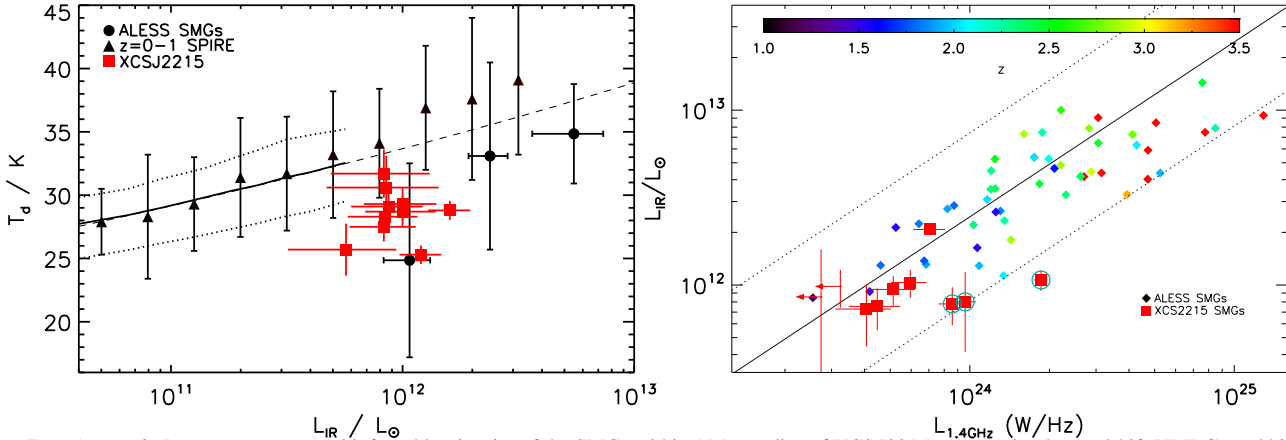 ALESS SMGs
z=0-1 SPIRE
XCSJ2215
T_d / K
40
35
30
25
20
10^11
10^12
10^13
L_IR / L_⊙
1.0
1.5
2.0
2.5
3.0
3.5
z
L_IR/L_⊙
10^13
10^12
ALESS SMGs
XCS2215 SMGs
10^24
10^25
L_1.4GHz (W/Hz)